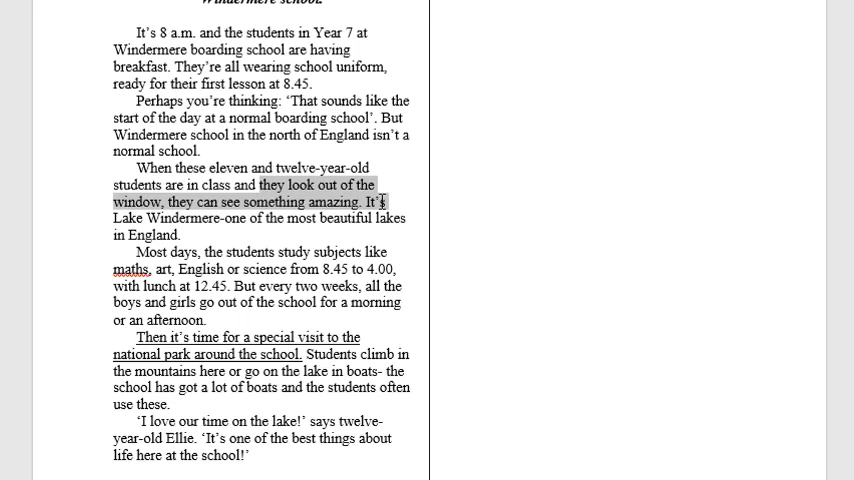 Windermere school.
It's 8 a.m. and the students in Year 7 at
Windermere boarding school are having
breakfast. They're all wearing school uniform,
ready for their first lesson at 8.45.
Perhaps you're thinking: ‘That sounds like the
start of the day at a normal boarding school’. But
Windermere school in the north of England isn't a
normal school.
When these eleven and twelve-year-old
students are in class and they look out of the
window, they can see something amazing. It's
Lake Windermere-one of the most beautiful lakes
in England.
Most days, the students study subjects like
maths, art, English or science from 8.45 to 4.00,
with lunch at 12.45. But every two weeks, all the
boys and girls go out of the school for a morning
or an afternoon.
Then it's time for a special visit to the
national park around the school. Students climb in
the mountains here or go on the lake in boats- the
school has got a lot of boats and the students often
use these.
‘I love our time on the lake!’ says twelve-
year-old Ellie. ‘It's one of the best things about
life here at the school!’